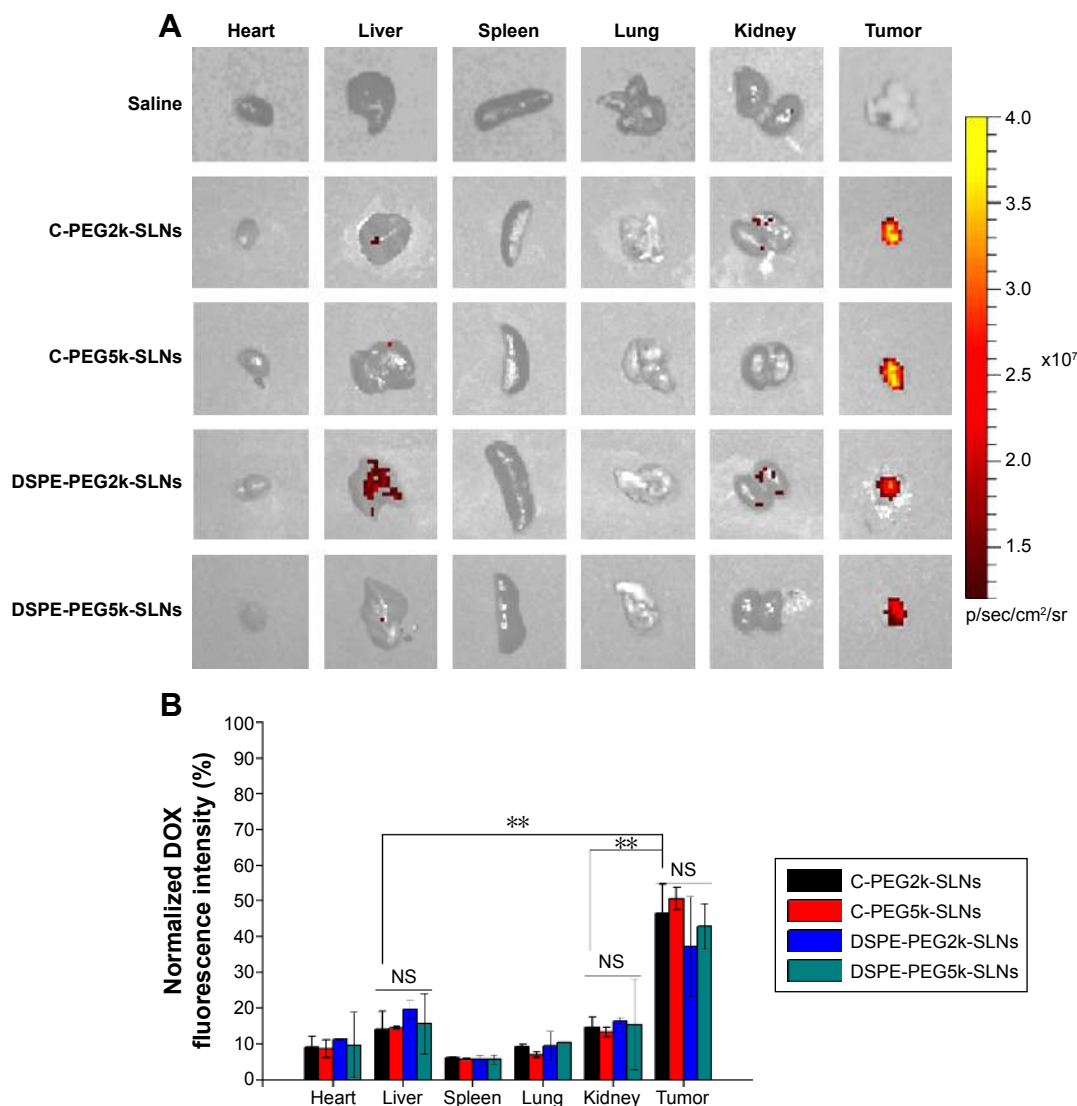 A
Heart Liver Spleen Lung Kidney Tumor
Saline
C-PEG2k-SLNs
C-PEG5k-SLNs
DSPE-PEG2k-SLNs
DSPE-PEG5k-SLNs
4.0
3.0
2.5
2.0
1.5
x10⁷
p/sec/cm²/sr
B
Normalized DOX
fluorescence intensity (%)
100
90
80
70
60
50
40
30
20
10
0
**
**
NS
NS
NS
Heart Liver Spleen Lung Kidney Tumor
C-PEG2k-SLNs
C-PEG5k-SLNs
DSPE-PEG2k-SLNs
DSPE-PEG5k-SLNs